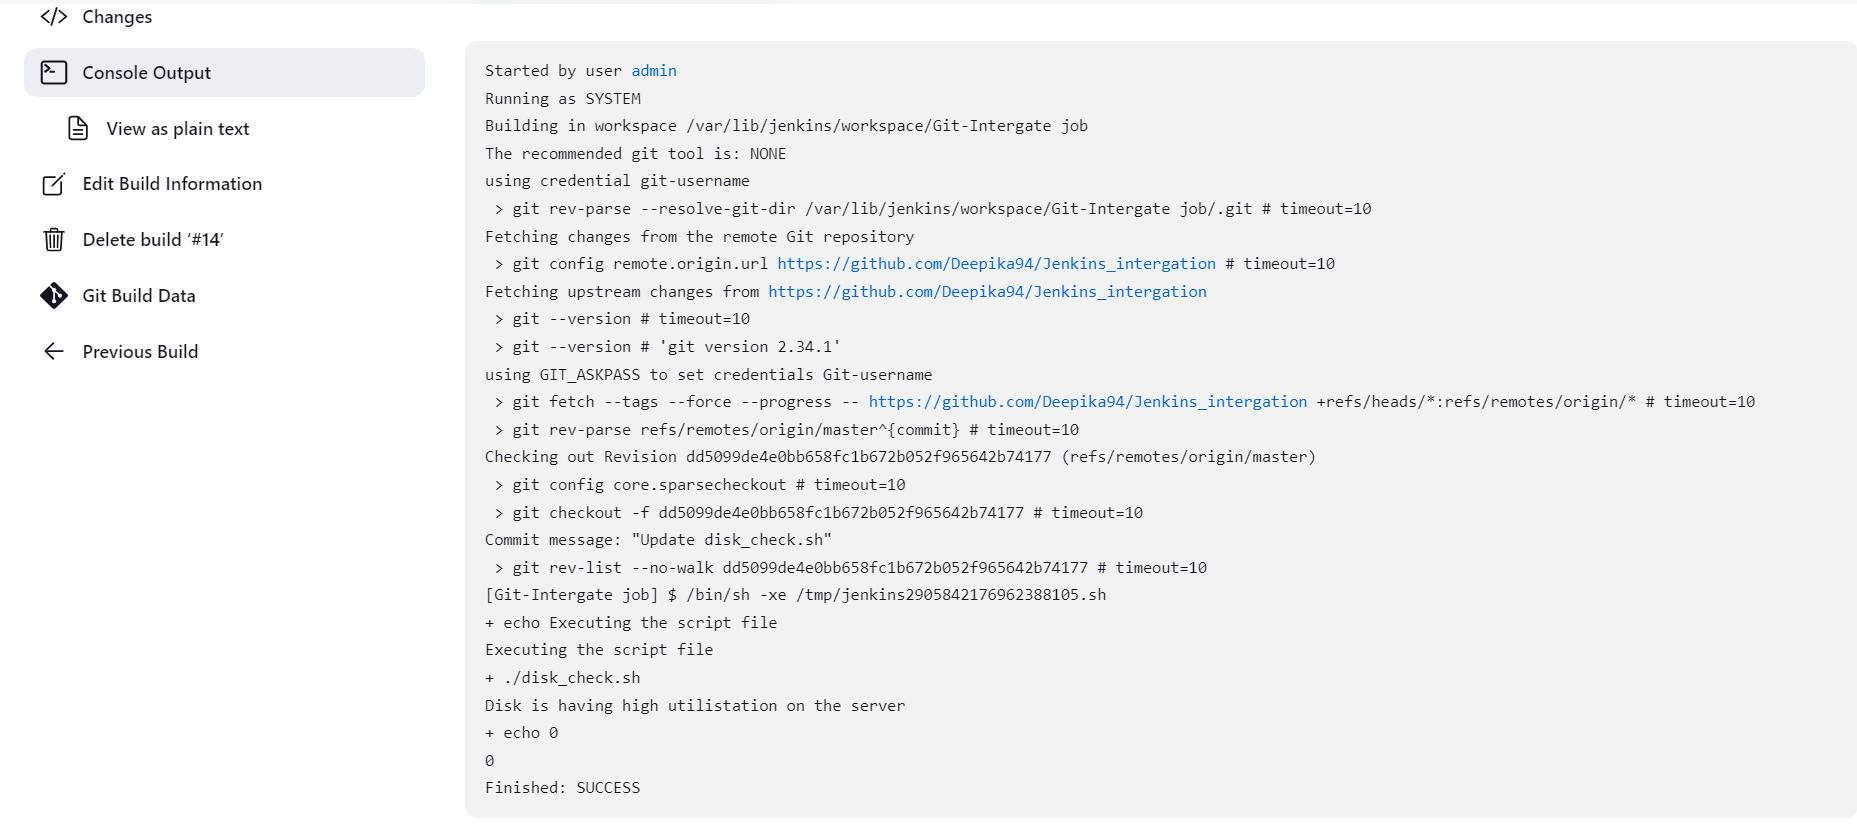 Changes
Console Output
View as plain text
Edit Build Information
Delete build ‘#14’
Git Build Data
Previous Build
Started by user admin
Running as SYSTEM
Building in workspace /var/lib/jenkins/workspace/Git-Intergate job
The recommended git tool is: NONE
using credential git-username
 > git rev-parse --resolve-git-dir /var/lib/jenkins/workspace/Git-Intergate job/.git # timeout=10
Fetching changes from the remote Git repository
 > git config remote.origin.url https://github.com/Deepika94/Jenkins_intergation # timeout=10
Fetching upstream changes from https://github.com/Deepika94/Jenkins_intergation
 > git --version # timeout=10
 > git --version # 'git version 2.34.1'
using GIT_ASKPASS to set credentials Git-username
 > git fetch --tags --force --progress -- https://github.com/Deepika94/Jenkins_intergation +refs/heads/*:refs/remotes/origin/* # timeout=10
 > git rev-parse refs/remotes/origin/master^{commit} # timeout=10
Checking out Revision dd5099de4e0bb658fc1b672b052f965642b74177 (refs/remotes/origin/master)
 > git config core.sparsecheckout # timeout=10
 > git checkout -f dd5099de4e0bb658fc1b672b052f965642b74177 # timeout=10
Commit message: "Update disk_check.sh"
 > git rev-list --no-walk dd5099de4e0bb658fc1b672b052f965642b74177 # timeout=10
[Git-Intergate job] $ /bin/sh -xe /tmp/jenkins2905842176962388105.sh
+ echo Executing the script file
Executing the script file
+ ./disk_check.sh
Disk is having high utilistation on the server
+ echo 0
0
Finished: SUCCESS